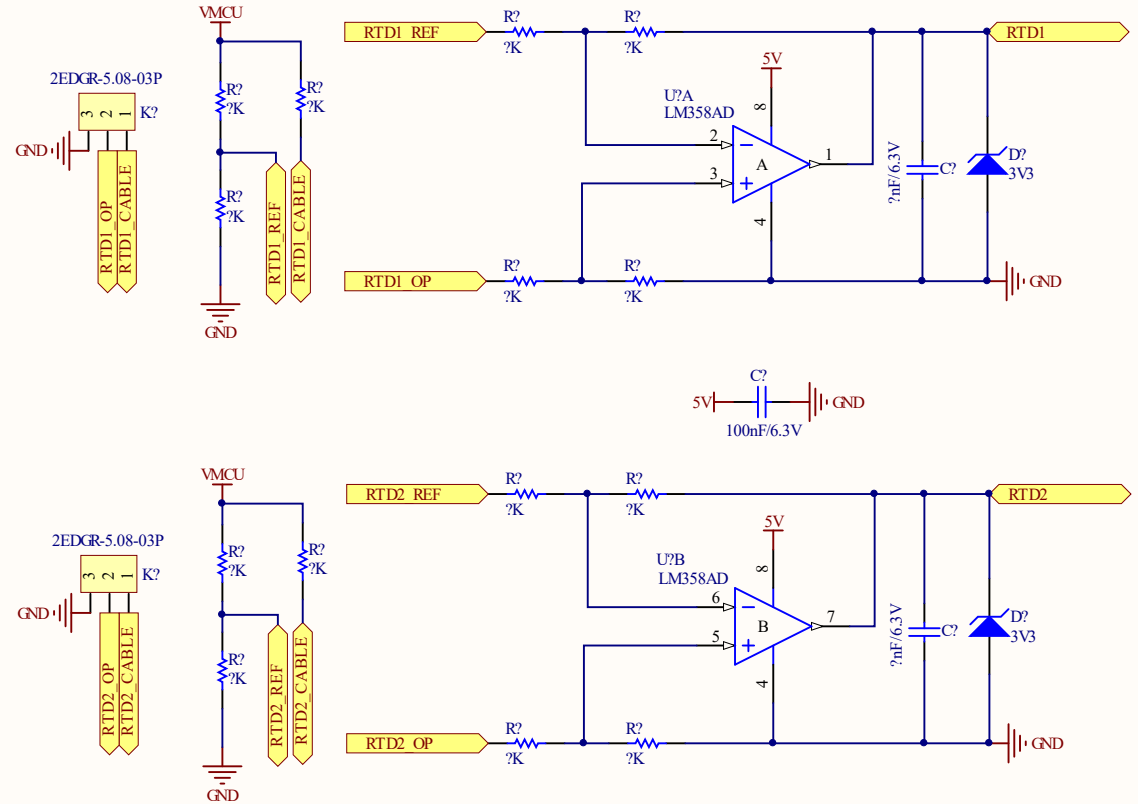 VMCU
2EDGR-5.08-03P
3 2 1
K?
GND
RTD1_OP
RTD1_CABLE
R?
?K
R?
?K
R?
?K
RTD1_REF
RTD1_CABLE
GND
RTD1_REF
R?
?K
R?
?K
RTD1
5V
U?A
LM358AD
8
2
3
A
1
4
?nF/6.3V
C?
D?
3V3
RTD1_OP
R?
?K
R?
?K
GND
C?
5V
GND
100nF/6.3V
VMCU
2EDGR-5.08-03P
3 2 1
K?
GND
RTD2_OP
RTD2_CABLE
R?
?K
R?
?K
R?
?K
RTD2_REF
RTD2_CABLE
GND
RTD2_REF
R?
?K
R?
?K
RTD2
5V
U?B
LM358AD
8
6
5
B
7
4
?nF/6.3V
C?
D?
3V3
RTD2_OP
R?
?K
R?
?K
GND